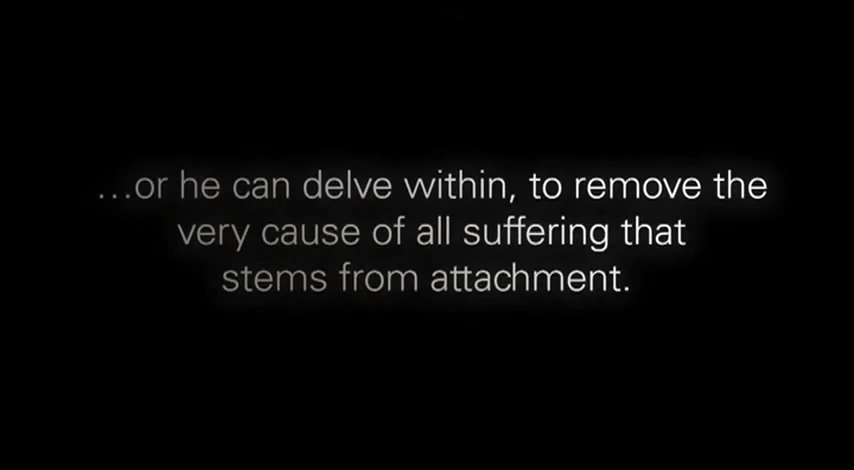 ...or he can delve within, to remove the
very cause of all suffering that
stems from attachment.